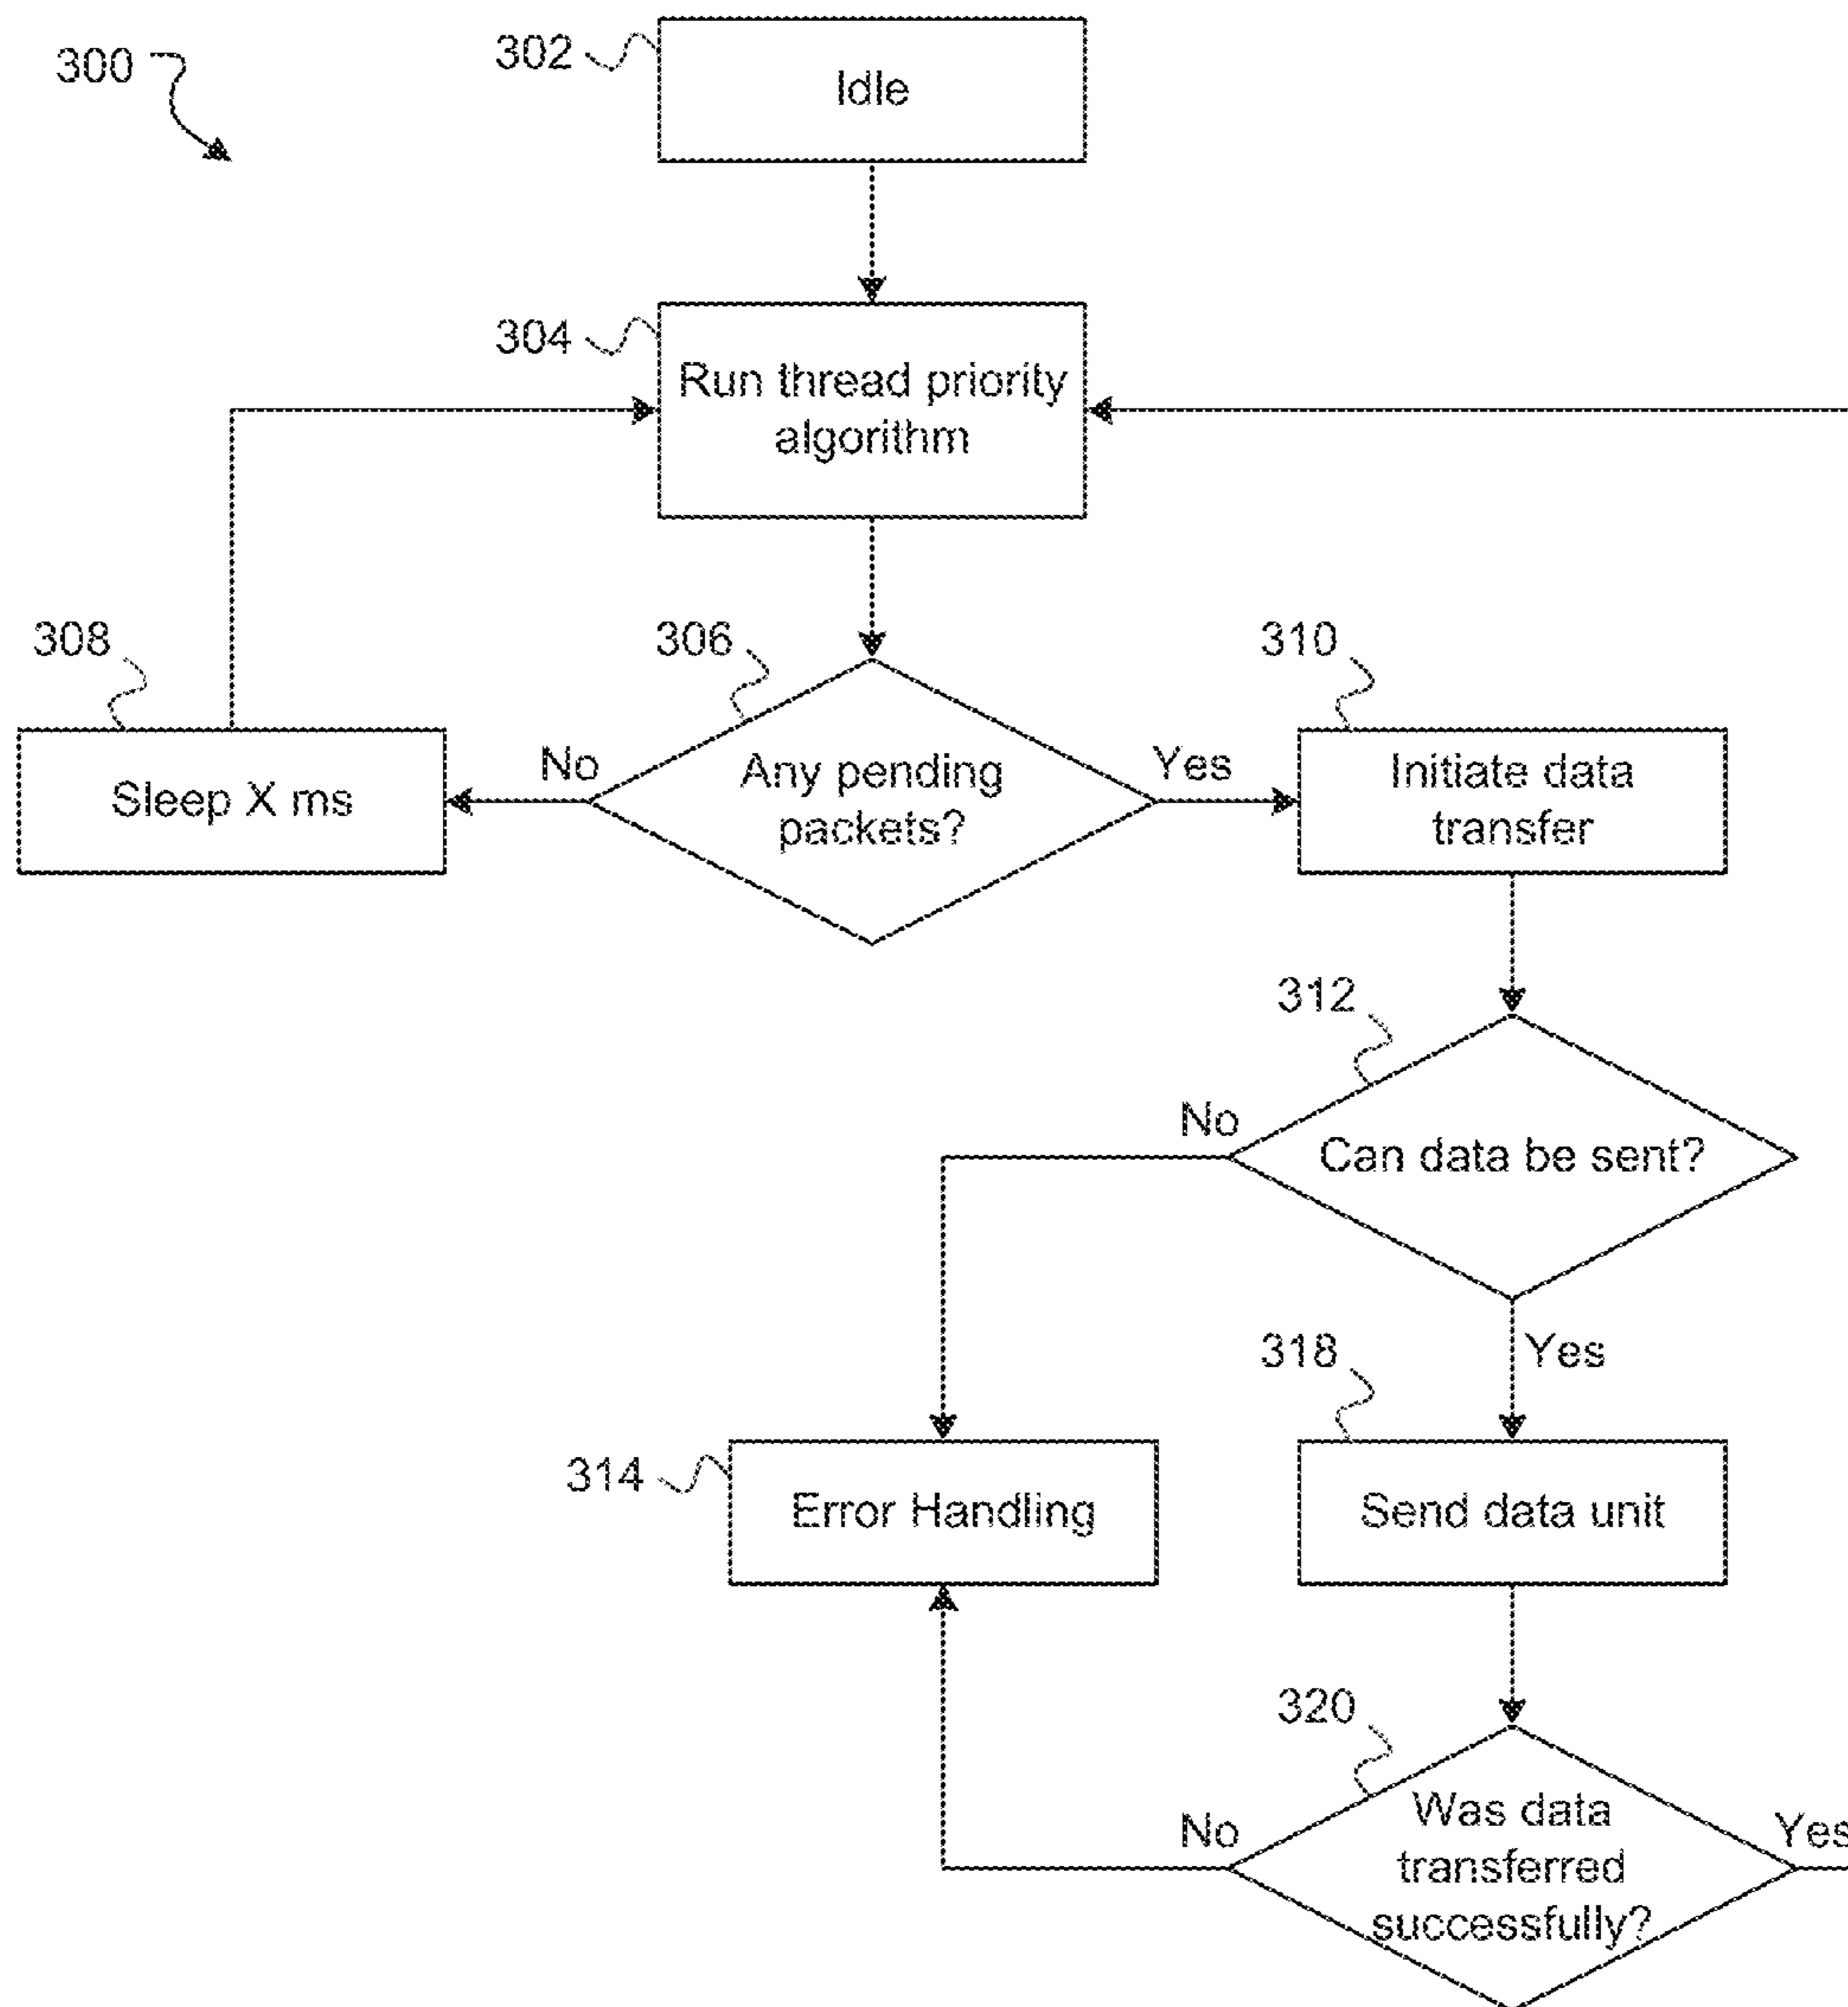 300
302
Idle
304
Run thread priority
algorithm
308
306
310
Sleep X ms
No
Any pending
packets?
Yes
Initiate data
transfer
312
No
Can data be sent?
318
Yes
314
Error Handling
Send data unit
320
No
Was data
transferred
successfully?
Yes